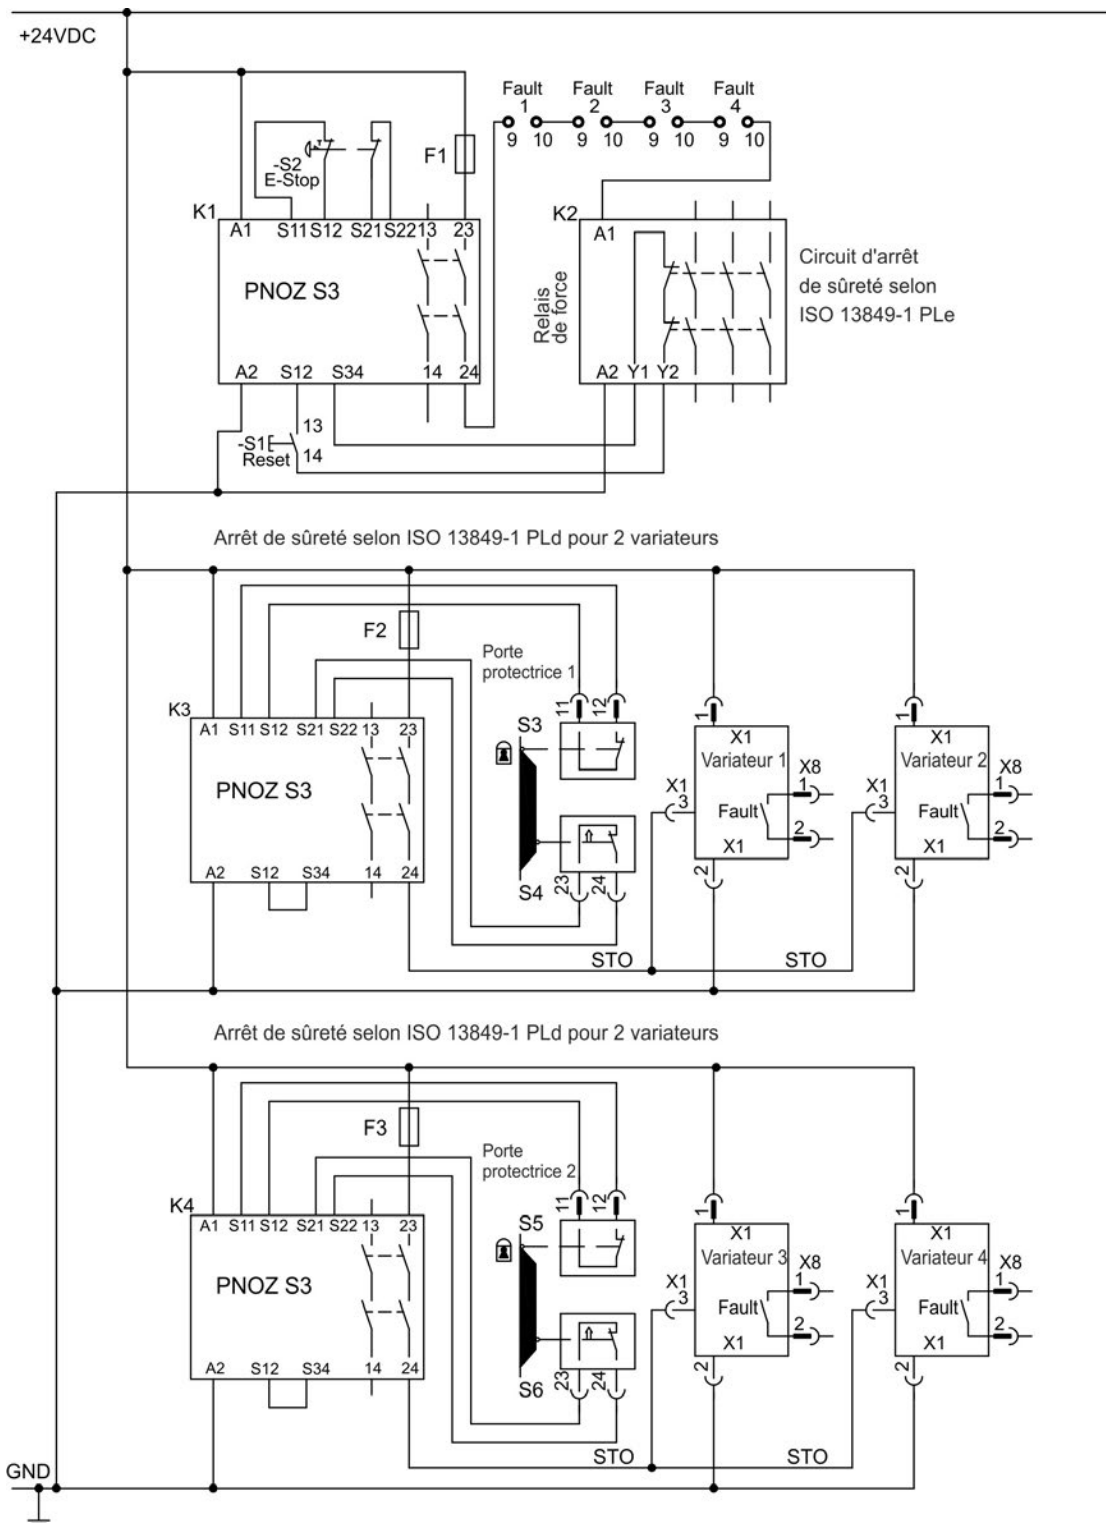 +24VDC
Fault Fault Fault Fault
1 2 3 4
9 10 9 10 9 10 9 10
-S2
E-Stop
F1
K1
A1 S11 S12 S21 S22 13 23
PNOZ S3
A2 S12 S34 14 24
K2
A1
Relais
de force
A2 Y1 Y2
Circuit d'arrêt
de sûreté selon
ISO 13849-1 PLe
13
-S1
Reset
14
Arrêt de sûreté selon ISO 13849-1 PLd pour 2 variateurs
F2
Porte
protectrice 1
K3
A1 S11 S12 S21 S22 13 23
PNOZ S3
A2 S12 S34 14 24
11 12
S3
S4
23 24
1
X1
Variateur 1
X1
3
Fault
X8
1
2
X1
2
1
X1
Variateur 2
X1
3
Fault
X8
1
2
X1
2
STO STO
Arrêt de sûreté selon ISO 13849-1 PLd pour 2 variateurs
F3
Porte
protectrice 2
K4
A1 S11 S12 S21 S22 13 23
PNOZ S3
A2 S12 S34 14 24
11 12
S5
S6
23 24
1
X1
Variateur 3
X1
3
Fault
X8
1
2
X1
2
1
X1
Variateur 4
X1
3
Fault
X8
1
2
X1
2
STO STO
GND